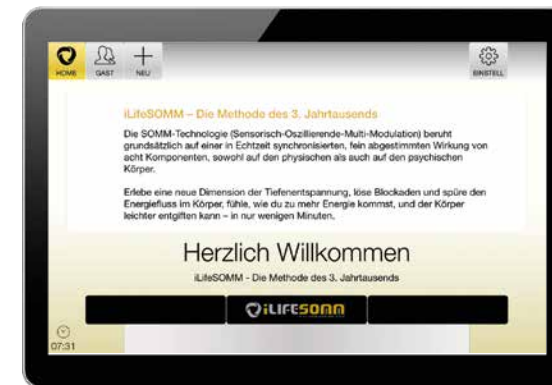 HOME
GAST
NEU
EINSTELL
iLifeSOMM – Die Methode des 3. Jahrtausends
Die SOMM-Technologie (Sensorisch-Oszillierende-Multi-Modulation) beruht
grundsätzlich auf einer in Echtzeit synchronisierten, fein abgestimmten Wirkung von
acht Komponenten, sowohl auf den physischen als auch auf den psychischen
Körper.
Erlebe eine neue Dimension der Tiefenentspannung, löse Blockaden und spüre den
Energiefluss im Körper, fühle, wie du zu mehr Energie kommst, und der Körper
leichter entgiften kann – in nur wenigen Minuten.
Herzlich Willkommen
iLifeSOMM - Die Methode des 3. Jahrtausends
iLIFESOMM
07:31